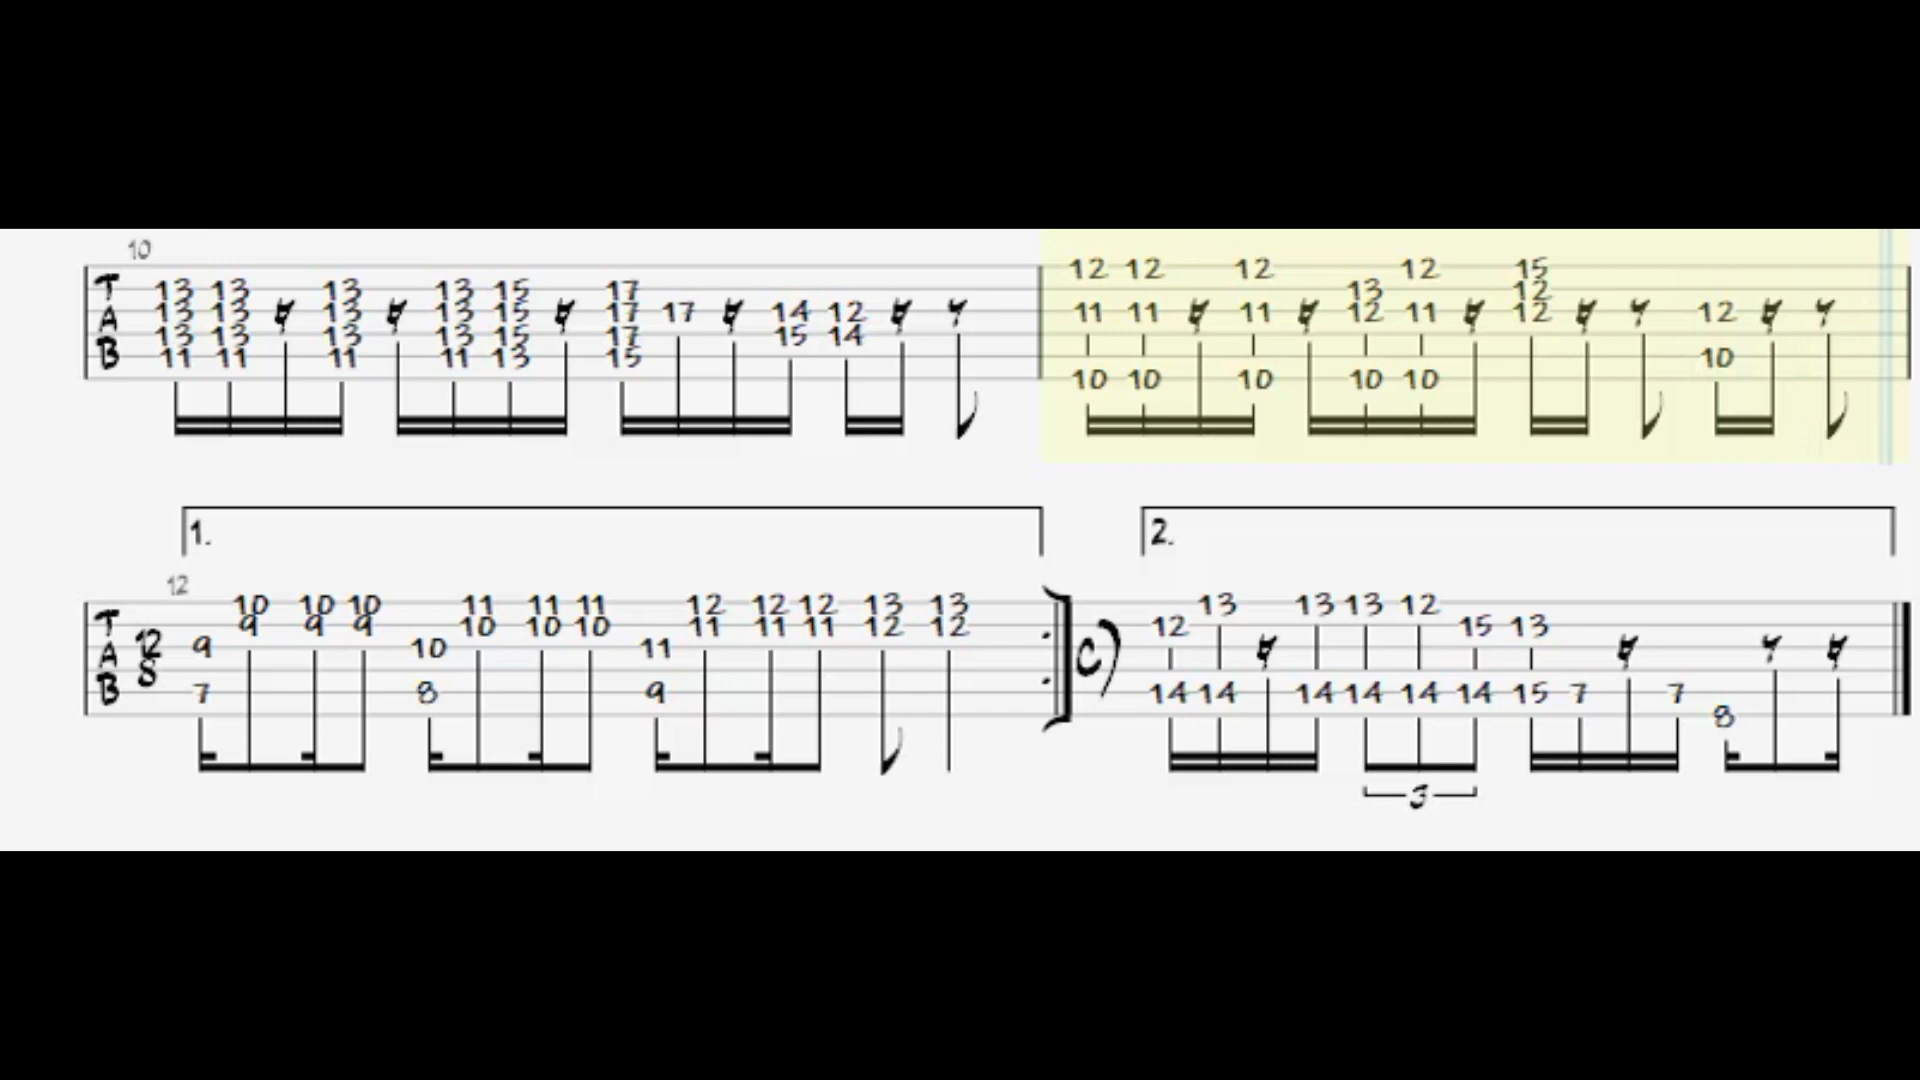 10
12 12 12 12 15
T 13 13 13 13 15 17 13 12
A 13 13 13 13 15 17 17 14 12 11 11 11 12 11 12 12
13 13 13 13 15 17 15 14
B 11 11 11 11 13 15 10
10 10 10 10 10
1. 2.
12
10 10 10 11 11 11 12 12 12 13 13 13 13 13 12
T 9 9 9 10 10 10 11 11 11 12 12 12 15 13
A 12 9 10 11 C
8
B 7 8 9 14 14 14 14 14 14 15 7 7
8
3